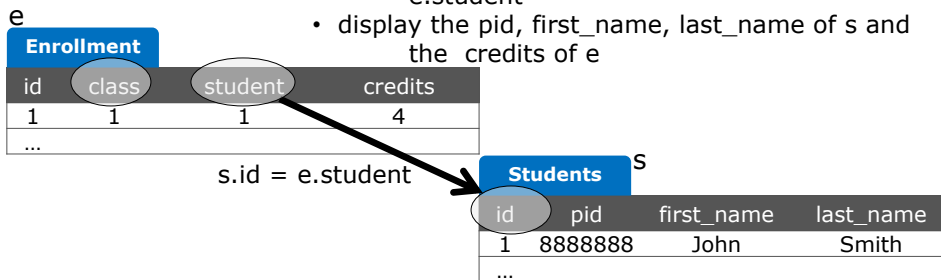 e.student
e
• display the pid, first_name, last_name of s and
the credits of e
Enrollment
id class student credits
1 1 1 4
…
s.id = e.student
Students s
id pid first_name last_name
1 8888888 John Smith
…